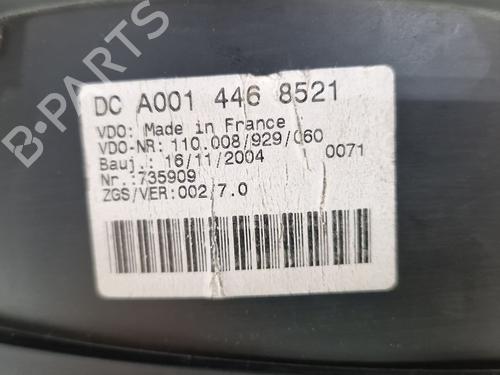 B-PARTS
DC A001 446 8521
VDO: Made in France
VDO-NR: 110.008/929/060
Bauj.: 16/11/2004 0071
Nr.:735909
ZGS/VER:002/7.0